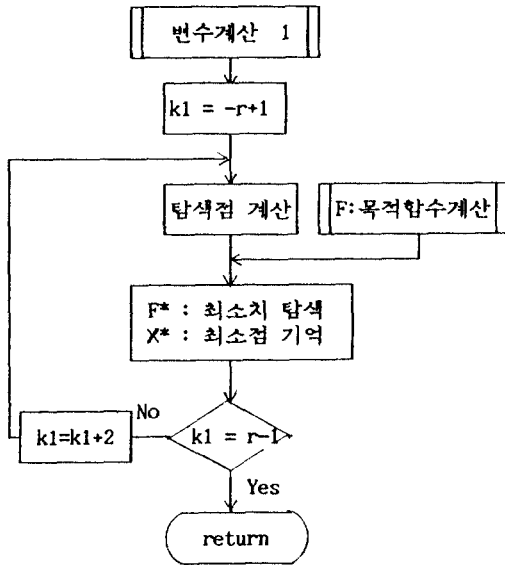 변수계산 1
k1 = -r+1
탐색점 계산
F:목적함수계산
F* : 최소치 탐색
X* : 최소점 기억
No
k1=k1+2
k1 = r-1
Yes
return